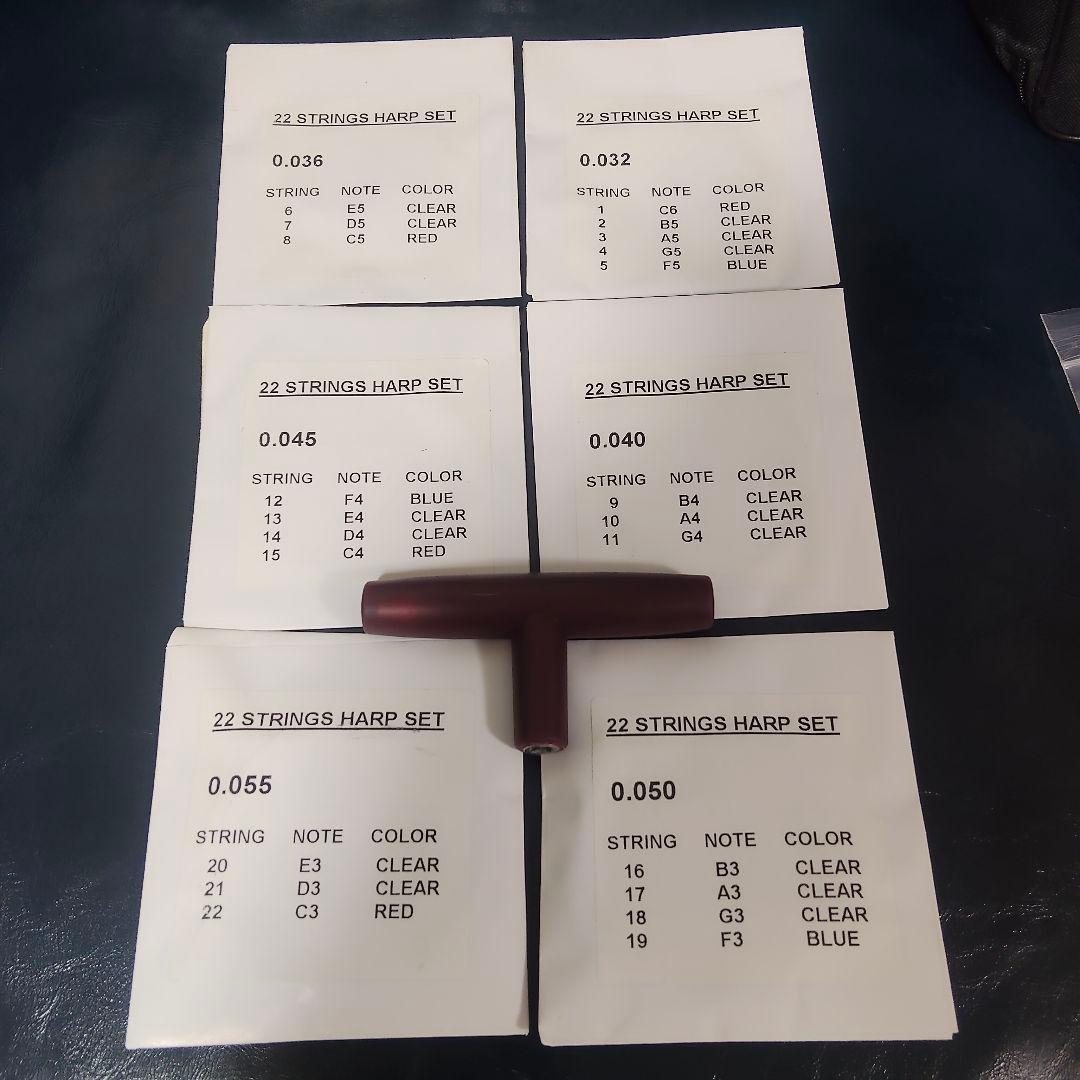 22 STRINGS HARP SET
0.036
STRING NOTE COLOR
6 E5 CLEAR
7 D5 CLEAR
8 C5 RED
22 STRINGS HARP SET
0.032
STRING NOTE COLOR
1 C6 RED
2 B5 CLEAR
3 A5 CLEAR
4 G5 CLEAR
5 F5 BLUE
22 STRINGS HARP SET
0.045
STRING NOTE COLOR
12 F4 BLUE
13 E4 CLEAR
14 D4 CLEAR
15 C4 RED
22 STRINGS HARP SET
0.040
STRING NOTE COLOR
9 B4 CLEAR
10 A4 CLEAR
11 G4 CLEAR
22 STRINGS HARP SET
0.055
STRING NOTE COLOR
20 E3 CLEAR
21 D3 CLEAR
22 C3 RED
22 STRINGS HARP SET
0.050
STRING NOTE COLOR
16 B3 CLEAR
17 A3 CLEAR
18 G3 CLEAR
19 F3 BLUE